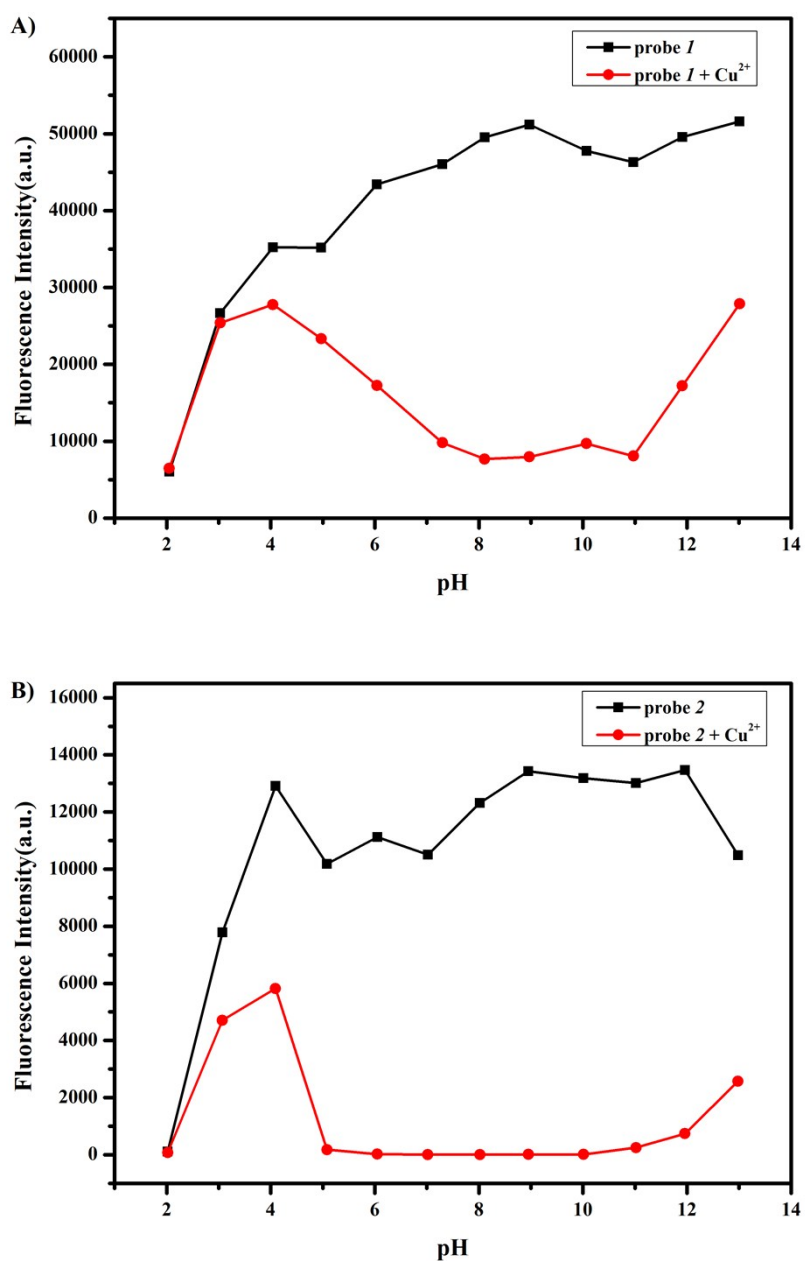 A)
probe 1
probe 1 + Cu²⁺
Fluorescence Intensity(a.u.)
60000
50000
40000
30000
20000
10000
0
2 4 6 8 10 12 14
pH
B)
probe 2
probe 2 + Cu²⁺
Fluorescence Intensity(a.u.)
16000
14000
12000
10000
8000
6000
4000
2000
0
2 4 6 8 10 12 14
pH